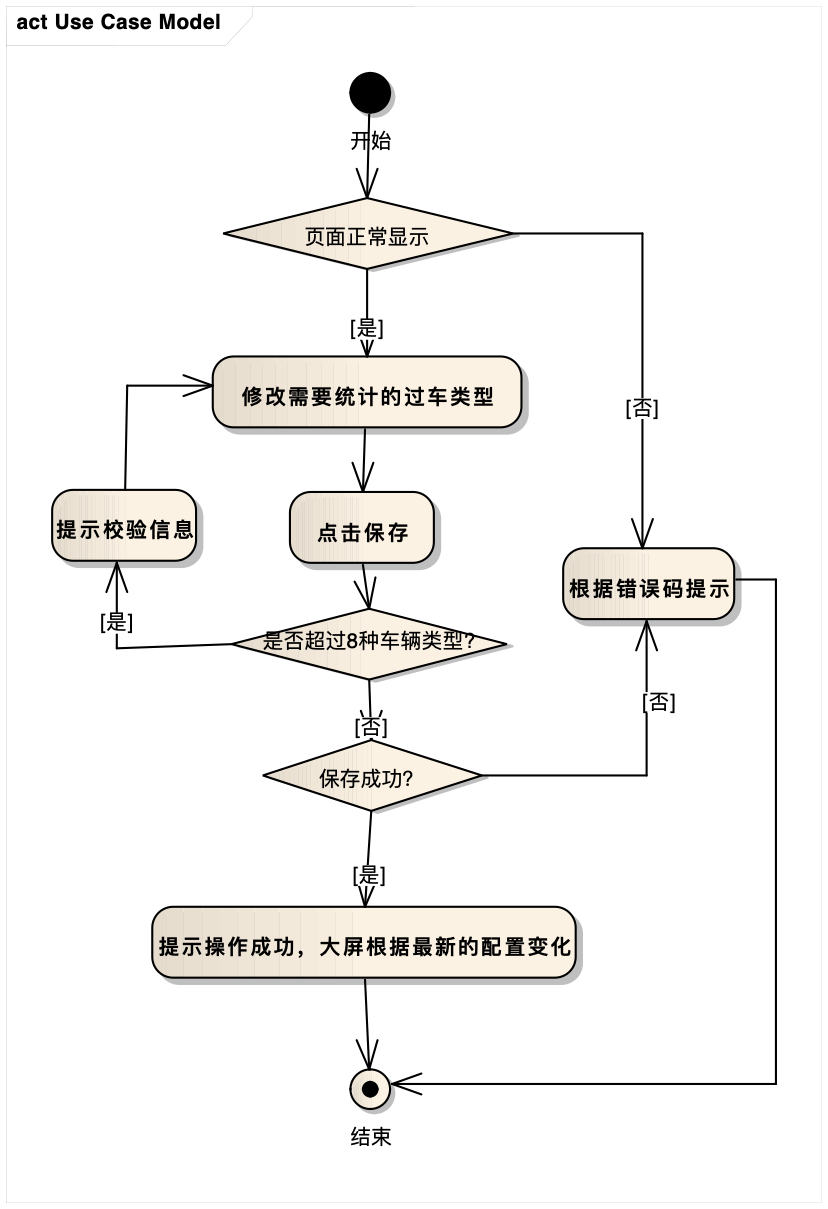 act Use Case Model
开始
页面正常显示
[是]
修改需要统计的过车类型
[否]
提示校验信息
点击保存
根据错误码提示
[是]
是否超过8种车辆类型?
[否]
[否]
保存成功?
[是]
提示操作成功，大屏根据最新的配置变化
结束